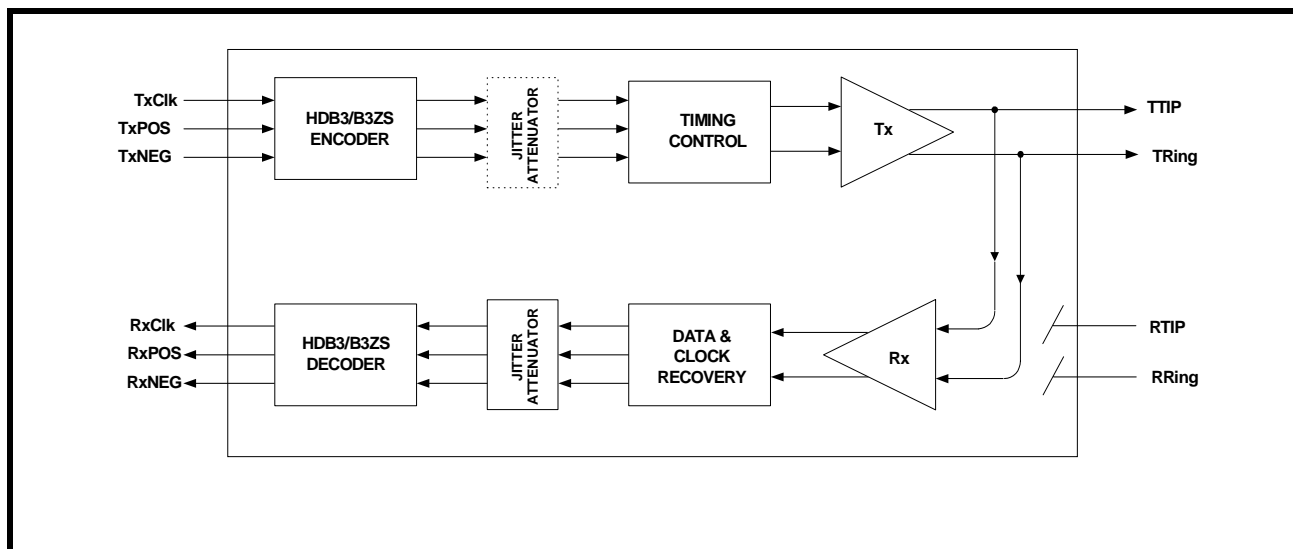 TxClk
TxPOS
TxNEG
HDB3/B3ZS
ENCODER
JITTER
ATTENUATOR
TIMING
CONTROL
Tx
TTIP
TRing
RxClk
RxPOS
RxNEG
HDB3/B3ZS
DECODER
JITTER
ATTENUATOR
DATA &
CLOCK
RECOVERY
Rx
RTIP
RRing